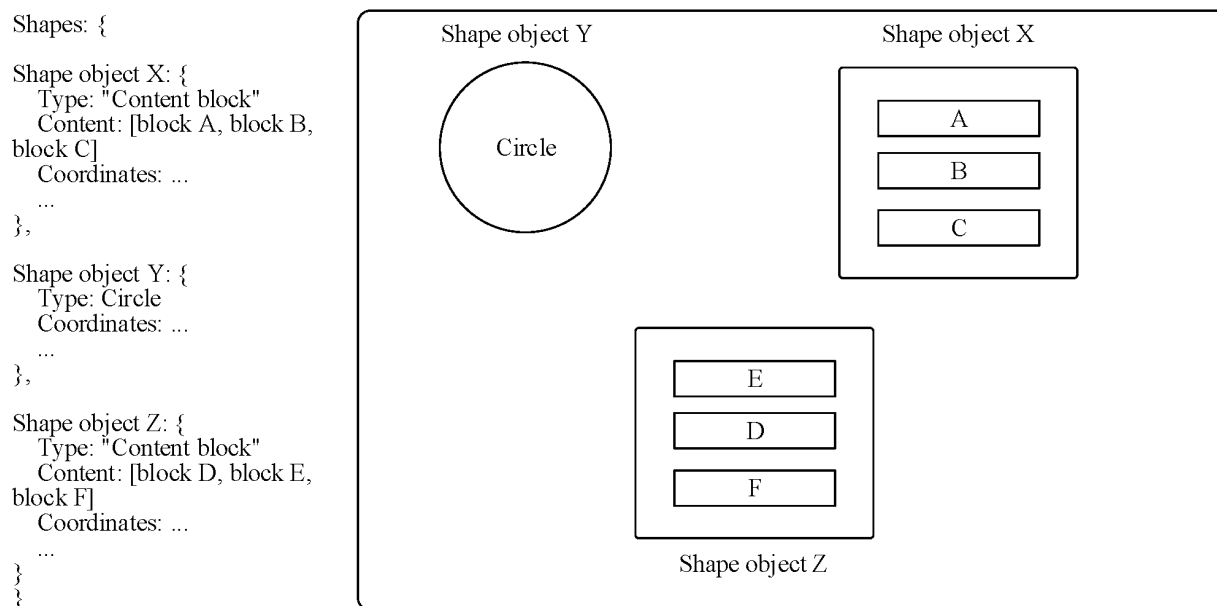 Shapes: {
Shape object X: {
Type: "Content block"
Content: [block A, block B,
block C]
Coordinates: ...
...
},
Shape object Y: {
Type: Circle
Coordinates: ...
...
},
Shape object Z: {
Type: "Content block"
Content: [block D, block E,
block F]
Coordinates: ...
...
}
}
Shape object Y
Circle
Shape object X
A
B
C
E
D
F
Shape object Z